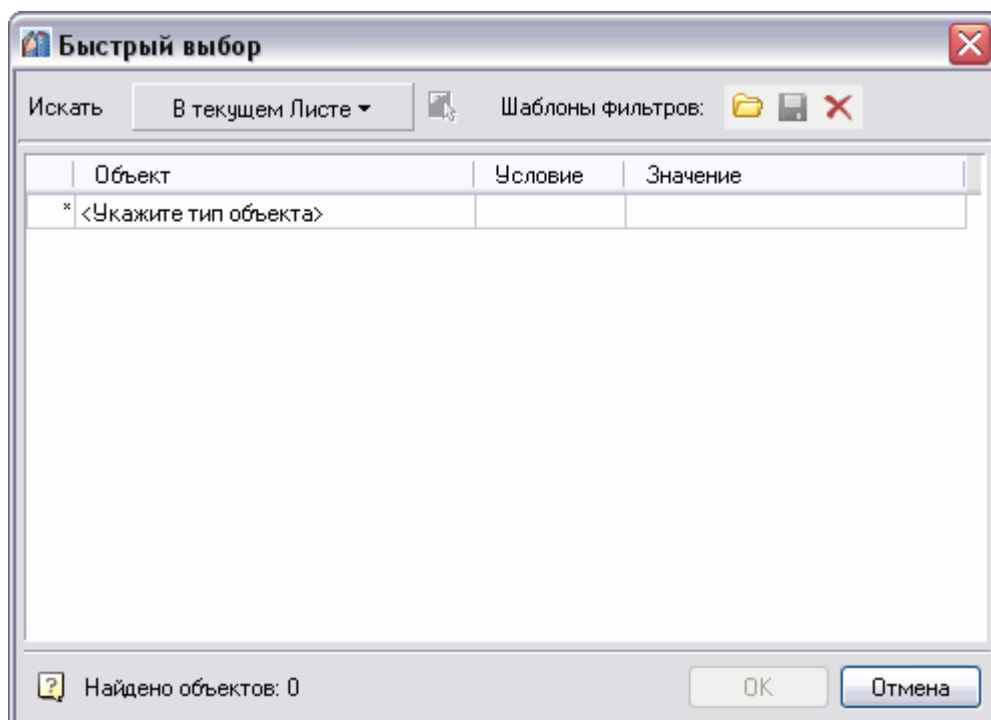 Быстрый выбор
Искать В текущем Листе Шаблоны фильтров:
Объект Условие Значение
* <Укажите тип объекта>
Найдено объектов: 0 OK Отмена